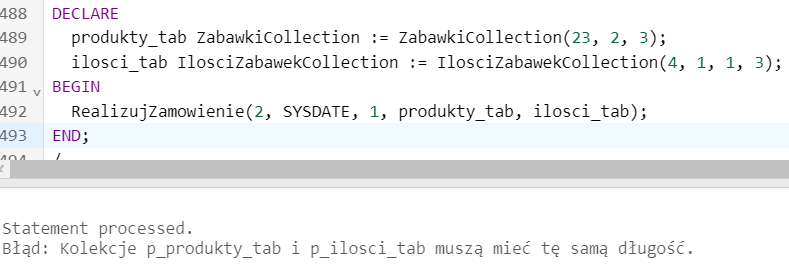 488 DECLARE
489 produkty_tab ZabawkiCollection := ZabawkiCollection(23, 2, 3);
490 ilosci_tab IlosciZabawekCollection := IlosciZabawekCollection(4, 1, 1, 3);
491 BEGIN
492 RealizujZamowienie(2, SYSDATE, 1, produkty_tab, ilosci_tab);
493 END;
494 /
Statement processed.
Błąd: Kolekcje p_produkty_tab i p_ilosci_tab muszą mieć tę samą długość.